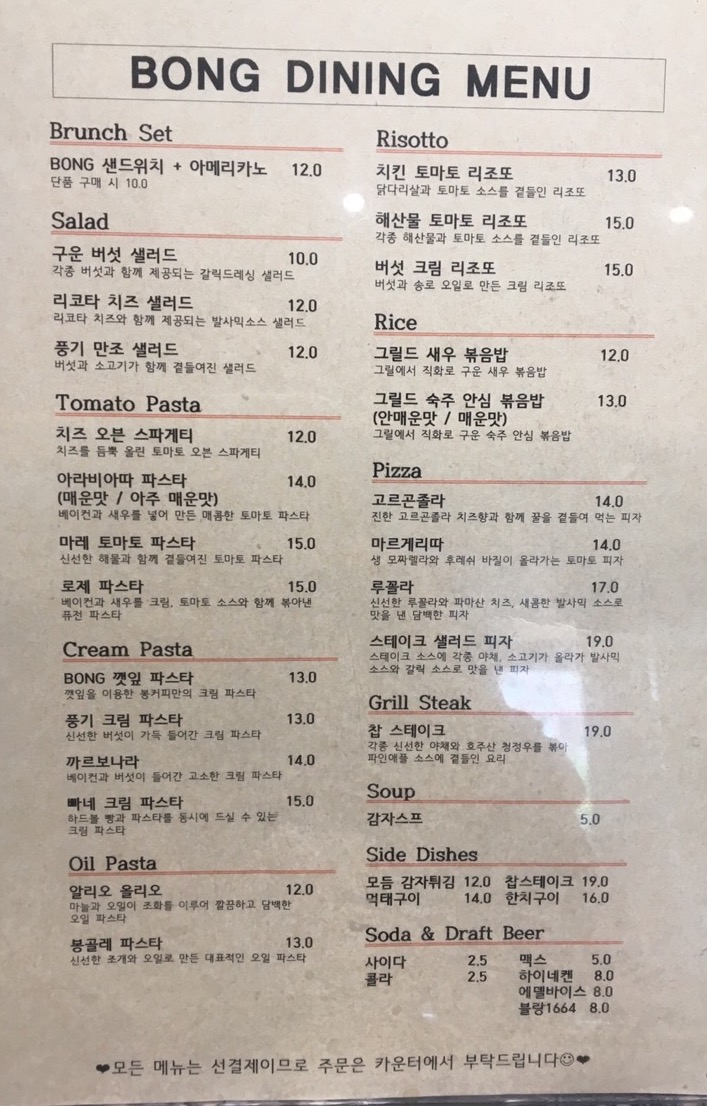 BONG DINING MENU
Brunch Set
BONG 샌드위치 + 아메리카노 12.0
단품 구매 시 10.0
Salad
구운 버섯 샐러드 10.0
각종 버섯과 함께 제공되는 갈릭드레싱 샐러드
리코타 치즈 샐러드 12.0
리코타 치즈와 함께 제공되는 발사믹소스 샐러드
풍기 만조 샐러드 12.0
버섯과 소고기가 함께 곁들여진 샐러드
Tomato Pasta
치즈 오븐 스파게티 12.0
치즈를 듬뿍 올린 토마토 오븐 스파게티
아라비아따 파스타 14.0
(매운맛 / 아주 매운맛)
베이컨과 새우를 넣어 만든 매콤한 토마토 파스타
마레 토마토 파스타 15.0
신선한 해물과 함께 곁들여진 토마토 파스타
로제 파스타 15.0
베이컨과 새우를 크림, 토마토 소스와 함께 볶아낸
퓨전 파스타
Cream Pasta
BONG 깻잎 파스타 13.0
깻잎을 이용한 봉커피만의 크림 파스타
풍기 크림 파스타 13.0
신선한 버섯이 가득 들어간 크림 파스타
까르보나라 14.0
베이컨과 버섯이 들어간 고소한 크림 파스타
빠네 크림 파스타 15.0
하드볼 빵과 파스타를 동시에 드실 수 있는
크림 파스타
Oil Pasta
알리오 올리오 12.0
마늘과 오일이 조화를 이루어 깔끔하고 담백한
오일 파스타
봉골레 파스타 13.0
신선한 조개와 오일로 만든 대표적인 오일 파스타
Risotto
치킨 토마토 리조또 13.0
닭다리살과 토마토 소스를 곁들인 리조또
해산물 토마토 리조또 15.0
각종 해산물과 토마토 소스를 곁들인 리조또
버섯 크림 리조또 15.0
버섯과 송로 오일로 만든 크림 리조또
Rice
그릴드 새우 볶음밥 12.0
그릴에서 직화로 구운 새우 볶음밥
그릴드 숙주 안심 볶음밥 13.0
(안매운맛 / 매운맛)
그릴에서 직화로 구운 숙주 안심 볶음밥
Pizza
고르곤졸라 14.0
진한 고르곤졸라 치즈향과 함께 꿀을 곁들여 먹는 피자
마르게리따 14.0
생 모짜렐라와 후레쉬 바질이 올라가는 토마토 피자
루꼴라 17.0
신선한 루꼴라와 파마산 치즈, 새콤한 발사믹 소스로
맛을 낸 담백한 피자
스테이크 샐러드 피자 19.0
스테이크 소스에 각종 야채, 소고기가 올라가 발사믹
소스와 갈릭 소스로 맛을 낸 피자
Grill Steak
찹 스테이크 19.0
각종 신선한 야채와 호주산 청정우를 볶아
파인애플 소스에 곁들인 요리
Soup
감자스프 5.0
Side Dishes
모듬 감자튀김 12.0 찹스테이크 19.0
먹태구이 14.0 한치구이 16.0
Soda & Draft Beer
사이다 2.5 맥스 5.0
콜라 2.5 하이네켄 8.0
에델바이스 8.0
블랑1664 8.0
❤모든 메뉴는 선결제이므로 주문은 카운터에서 부탁드립니다☺❤